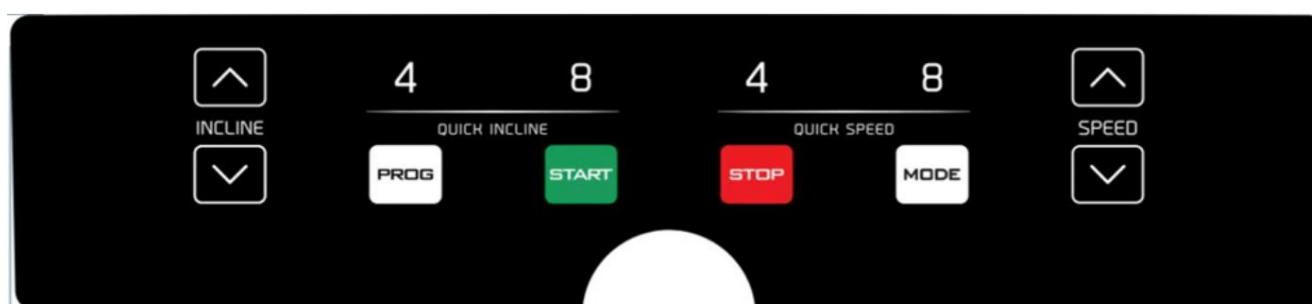 4 8 4 8
INCLINE QUICK INCLINE QUICK SPEED SPEED
PROG START STOP MODE